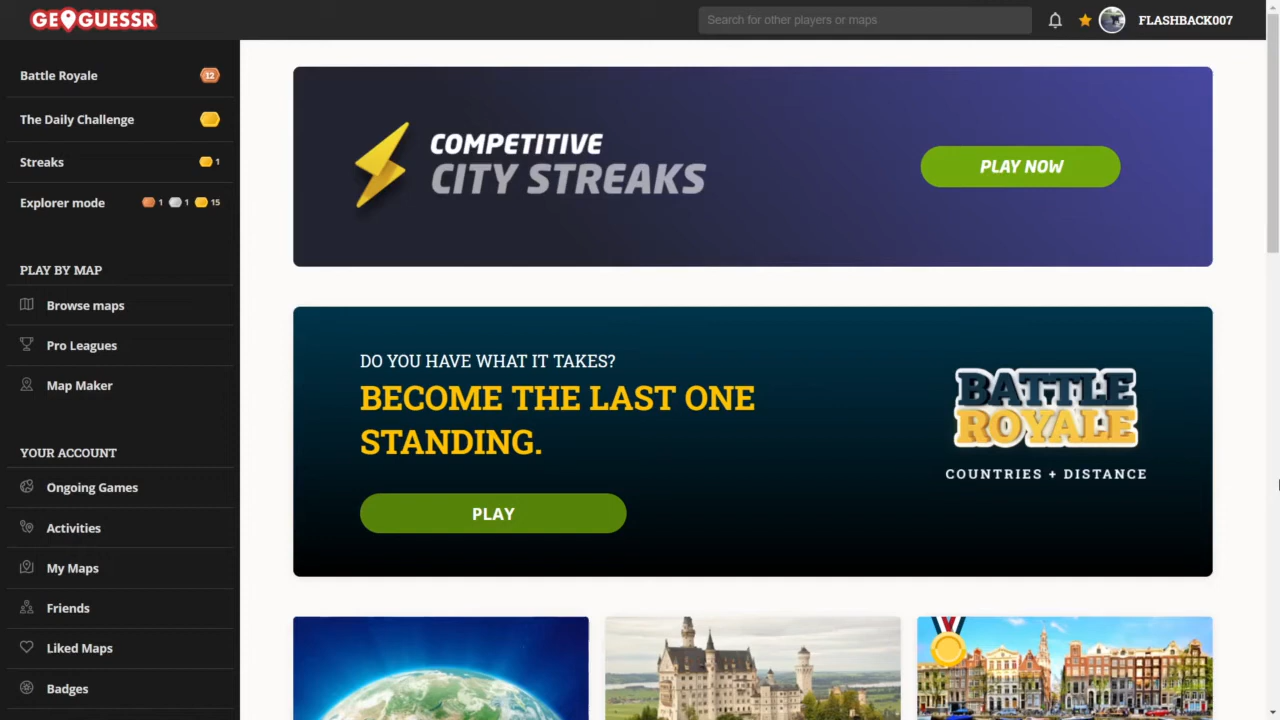 GEOGUESSR
Search for other players or maps
FLASHBACK007
Battle Royale
12
The Daily Challenge
Streaks
1
Explorer mode
1
1
15
PLAY BY MAP
Browse maps
Pro Leagues
Map Maker
YOUR ACCOUNT
Ongoing Games
Activities
My Maps
Friends
Liked Maps
Badges
COMPETITIVE
CITY STREAKS
PLAY NOW
DO YOU HAVE WHAT IT TAKES?
BECOME THE LAST ONE
STANDING.
PLAY
BATTLE
ROYALE
COUNTRIES + DISTANCE